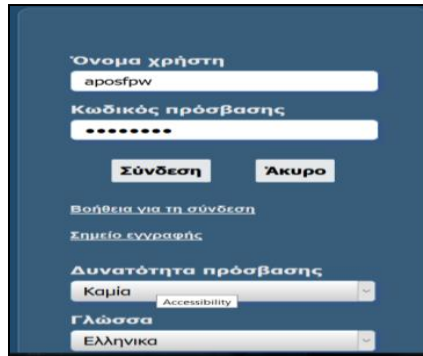 Όνομα χρήστη
aposfpw
Κωδικός πρόσβασης
••••••••
Σύνδεση Άκυρο
Βοήθεια για τη σύνδεση
Σημείο εγγραφής
Δυνατότητα πρόσβασης
Καμία
Accessibility
Γλώσσα
Ελληνικα